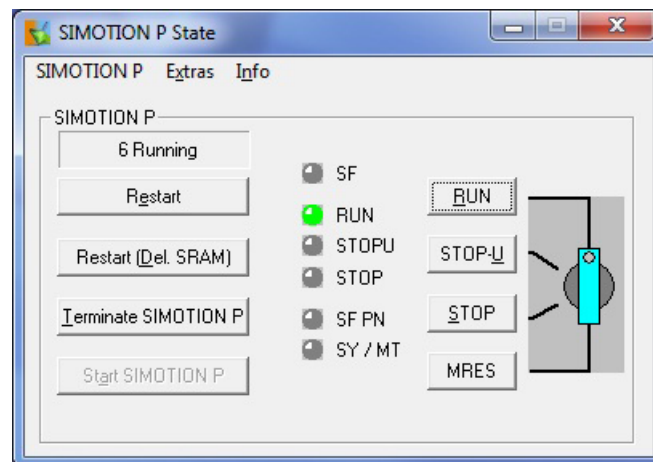 SIMOTION P State
SIMOTION P Extras Info
SIMOTION P
6 Running
Restart
Restart (Del. SRAM)
Terminate SIMOTION P
Start SIMOTION P
SF
RUN
STOPU
STOP
SF PN
SY / MT
RUN
STOP-U
STOP
MRES